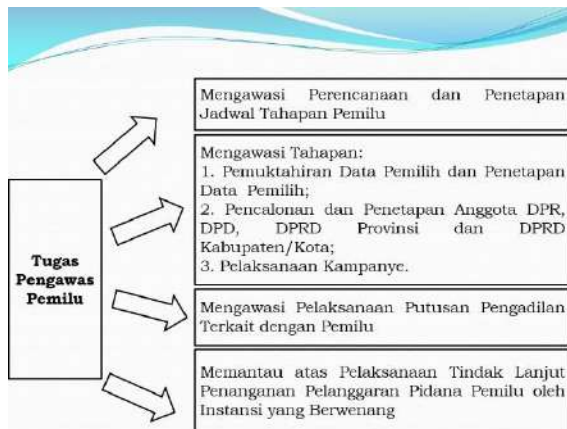 Mengawasi Perencanaan dan Penetapan
Jadwal Tahapan Pemilu
Mengawasi Tahapan:
1. Pemuktahiran Data Pemilih dan Penetapan
Data Pemilih;
2. Pencalonan dan Penetapan Anggota DPR,
DPD, DPRD Provinsi dan DPRD
Kabupaten/Kota;
3. Pelaksanaan Kampanye.
Tugas
Pengawas
Pemilu
Mengawasi Pelaksanaan Putusan Pengadilan
Terkait dengan Pemilu
Memantau atas Pelaksanaan Tindak Lanjut
Penanganan Pelanggaran Pidana Pemilu oleh
Instansi yang Berwenang